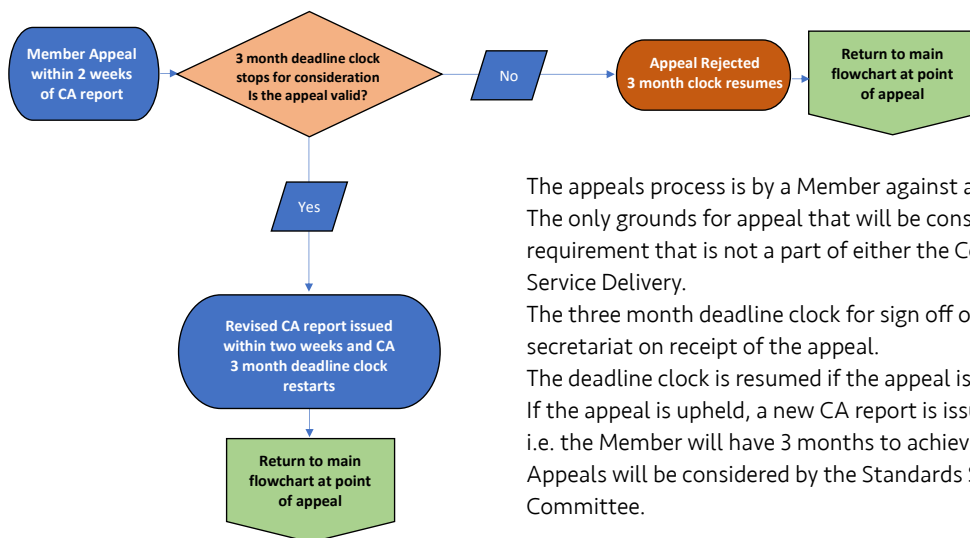 Member Appeal
within 2 weeks
of CA report
3 month deadline clock
stops for consideration
Is the appeal valid?
No
Appeal Rejected
3 month clock resumes
Return to main
flowchart at point
of appeal
Yes
Revised CA report issued
within two weeks and CA
3 month deadline clock
restarts
Return to main
flowchart at point
of appeal
The appeals process is by a Member against a
The only grounds for appeal that will be cons
requirement that is not a part of either the C
Service Delivery.
The three month deadline clock for sign off o
secretariat on receipt of the appeal.
The deadline clock is resumed if the appeal is
If the appeal is upheld, a new CA report is issu
i.e. the Member will have 3 months to achiev
Appeals will be considered by the Standards S
Committee.